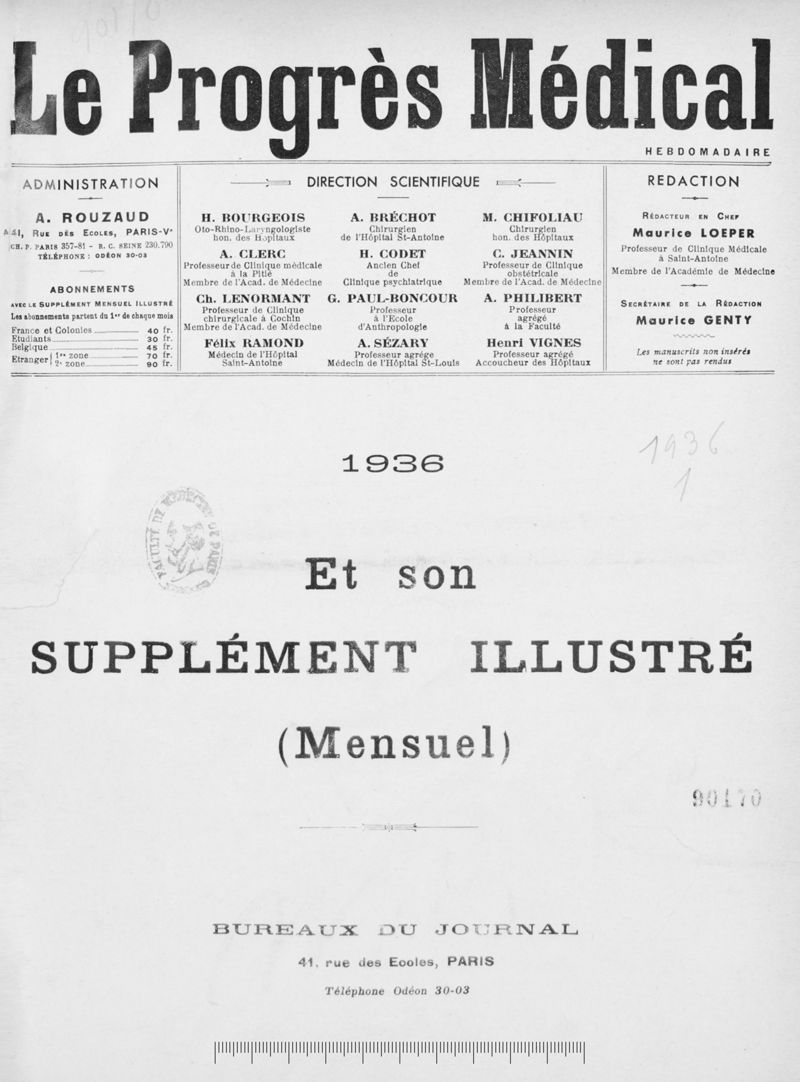 Le Progrès Médical
HEBDOMADAIRE
ADMINISTRATION
A. ROUZAUD
41, RUE DES ECOLES, PARIS-Vᵉ
CH. P. PARIS 357-81 - R. C. SEINE 230.790
TÉLÉPHONE : ODÉON 30-03
ABONNEMENTS
AVEC LE SUPPLÉMENT MENSUEL ILLUSTRÉ
Les abonnements partent du 1ᵉʳ de chaque mois
France et Colonies 40 fr.
Etudiants 30 fr.
Belgique 45 fr.
Etranger { 1ʳᵉ zone 70 fr.
2ᵉ zone 90 fr.
DIRECTION SCIENTIFIQUE
H. BOURGEOIS
Oto-Rhino-Laryngologiste
hon. des Hôpitaux
A. BRÉCHOT
Chirurgien
de l'Hôpital St-Antoine
M. CHIFOLIAU
Chirurgien
hon. des Hôpitaux
A. CLERC
Professeur de Clinique médicale
à la Pitié
Membre de l'Acad. de Médecine
H. CODET
Ancien Chef
de
Clinique psychiatrique
C. JEANNIN
Professeur de Clinique
obstétricale
Membre de l'Acad. de Médecine
Ch. LENORMANT
Professeur de Clinique
chirurgicale à Cochin
Membre de l'Acad. de Médecine
G. PAUL-BONCOUR
Professeur
à l'Ecole
d'Anthropologie
A. PHILIBERT
Professeur
agrégé
à la Faculté
Félix RAMOND
Médecin de l'Hôpital
Saint-Antoine
A. SÉZARY
Professeur agrége
Médecin de l'Hôpital St-Louis
Henri VIGNES
Professeur agrégé
Accoucheur des Hôpitaux
REDACTION
RÉDACTEUR EN CHEF
Maurice LOEPER
Professeur de Clinique Médicale
à Saint-Antoine
Membre de l'Académie de Médecine
SECRÉTAIRE DE LA RÉDACTION
Maurice GENTY
Les manuscrits non insérés
ne sont pas rendus
1936
1936
1
FACULTÉ DE MÉDECINE DE PARIS
Et son
SUPPLÉMENT ILLUSTRÉ
(Mensuel)
90170
BUREAUX DU JOURNAL
41, rue des Ecoles, PARIS
Téléphone Odéon 30-03